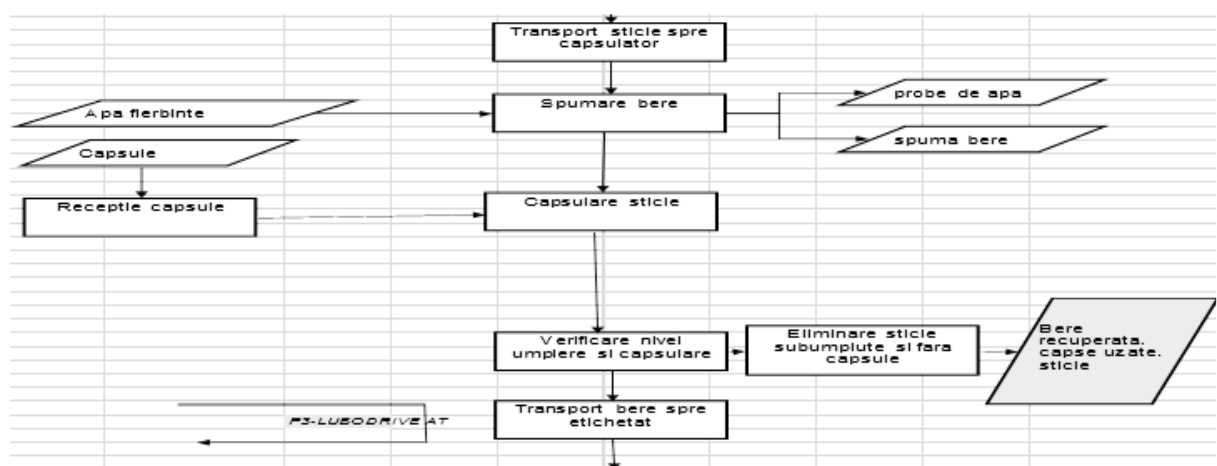 Transport sticle spre
capsulator
Apa fierbinte
Spumare bere
probe de apa
spuma bere
Capsule
Receptie capsule
Capsulare sticle
Verificare nivel
umplere si capsulare
Eliminare sticle
subumplute si fara
capsule
Bere
recuperata,
capse uzate,
sticle
Transport bere spre
etichetat
P3-LUBODRIVE AT